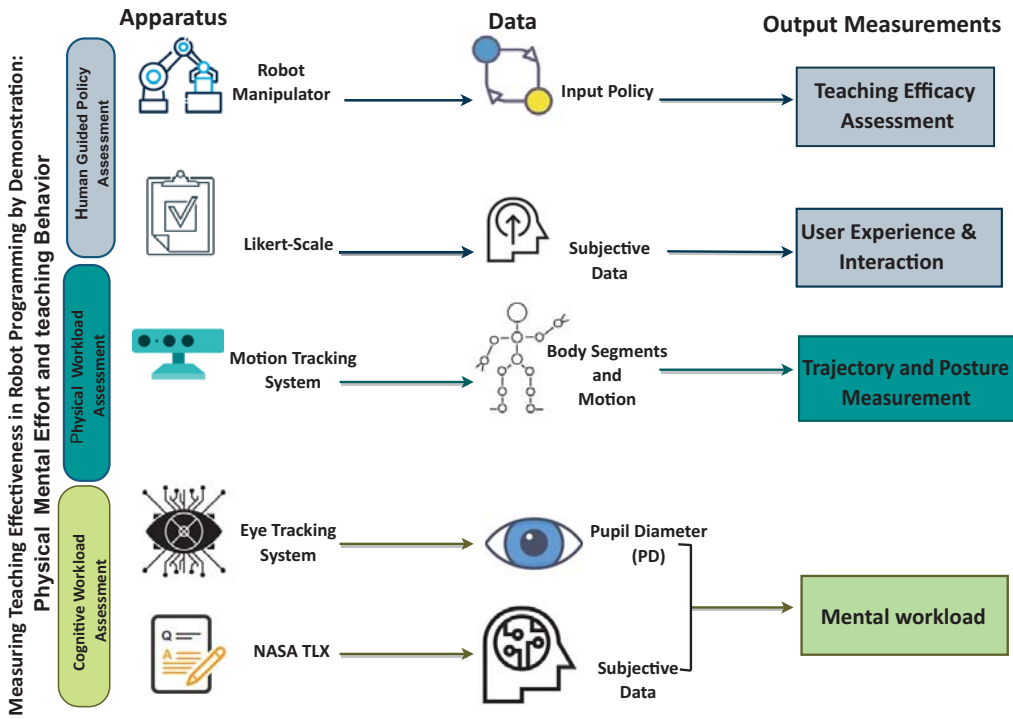 Measuring Teaching Effectiveness in Robot Programming by Demonstration:
Physical Mental Effort and teaching Behavior
Apparatus
Data
Output Measurements
Human Guided Policy
Assessment
Robot
Manipulator
Input Policy
Teaching Efficacy
Assessment
Likert-Scale
Subjective
Data
User Experience &
Interaction
Physical Workload
Assessment
Motion Tracking
System
Body Segments
and
Motion
Trajectory and Posture
Measurement
Cognitive Workload
Assessment
Eye Tracking
System
Pupil Diameter
(PD)
Q
A
NASA TLX
Subjective
Data
Mental workload